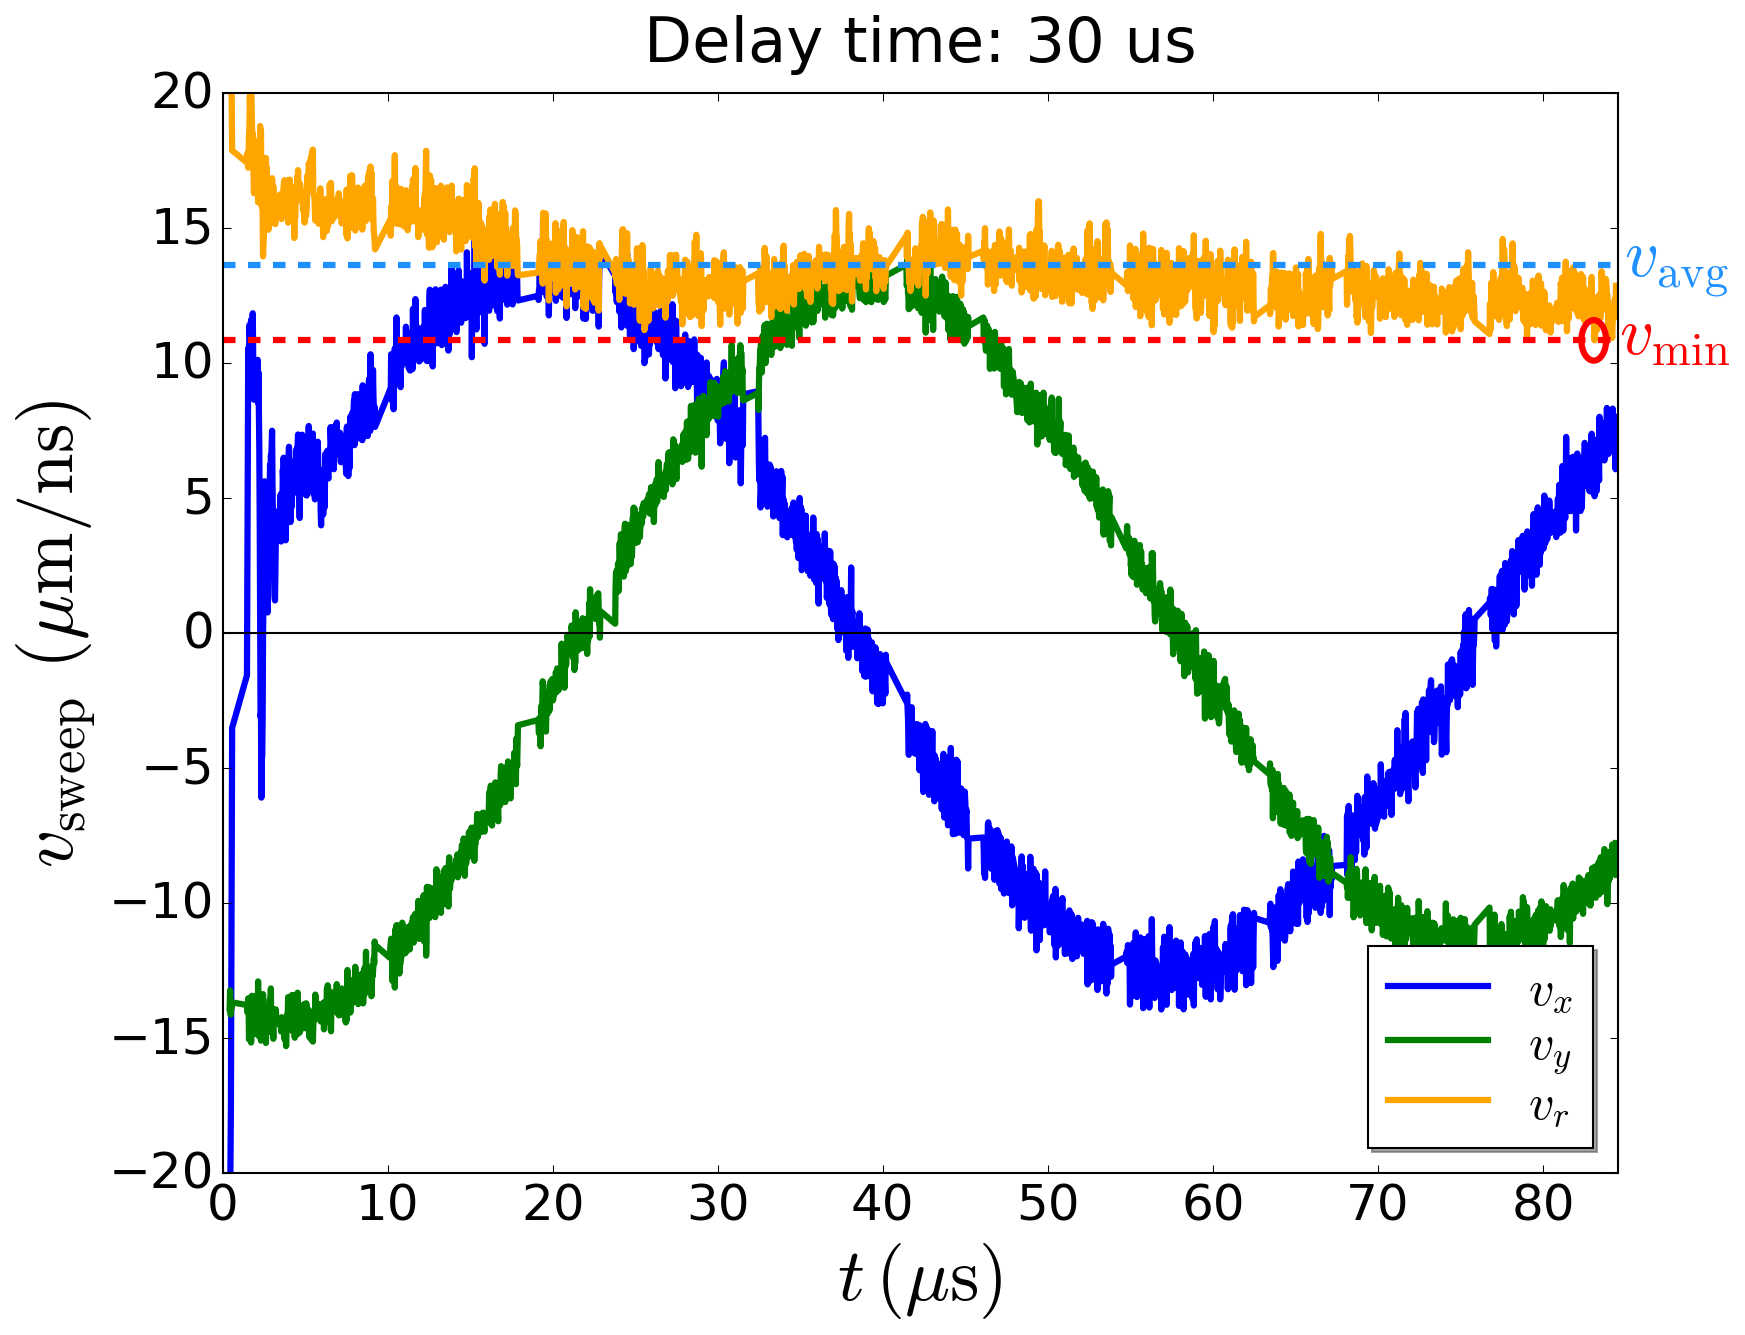 Delay time: 30 us
20
15
10
5
0
−5
−10
−15
−20
v_sweep (μm/ns)
v_avg
v_min
v_x
v_y
v_r
0 10 20 30 40 50 60 70 80
t (μs)